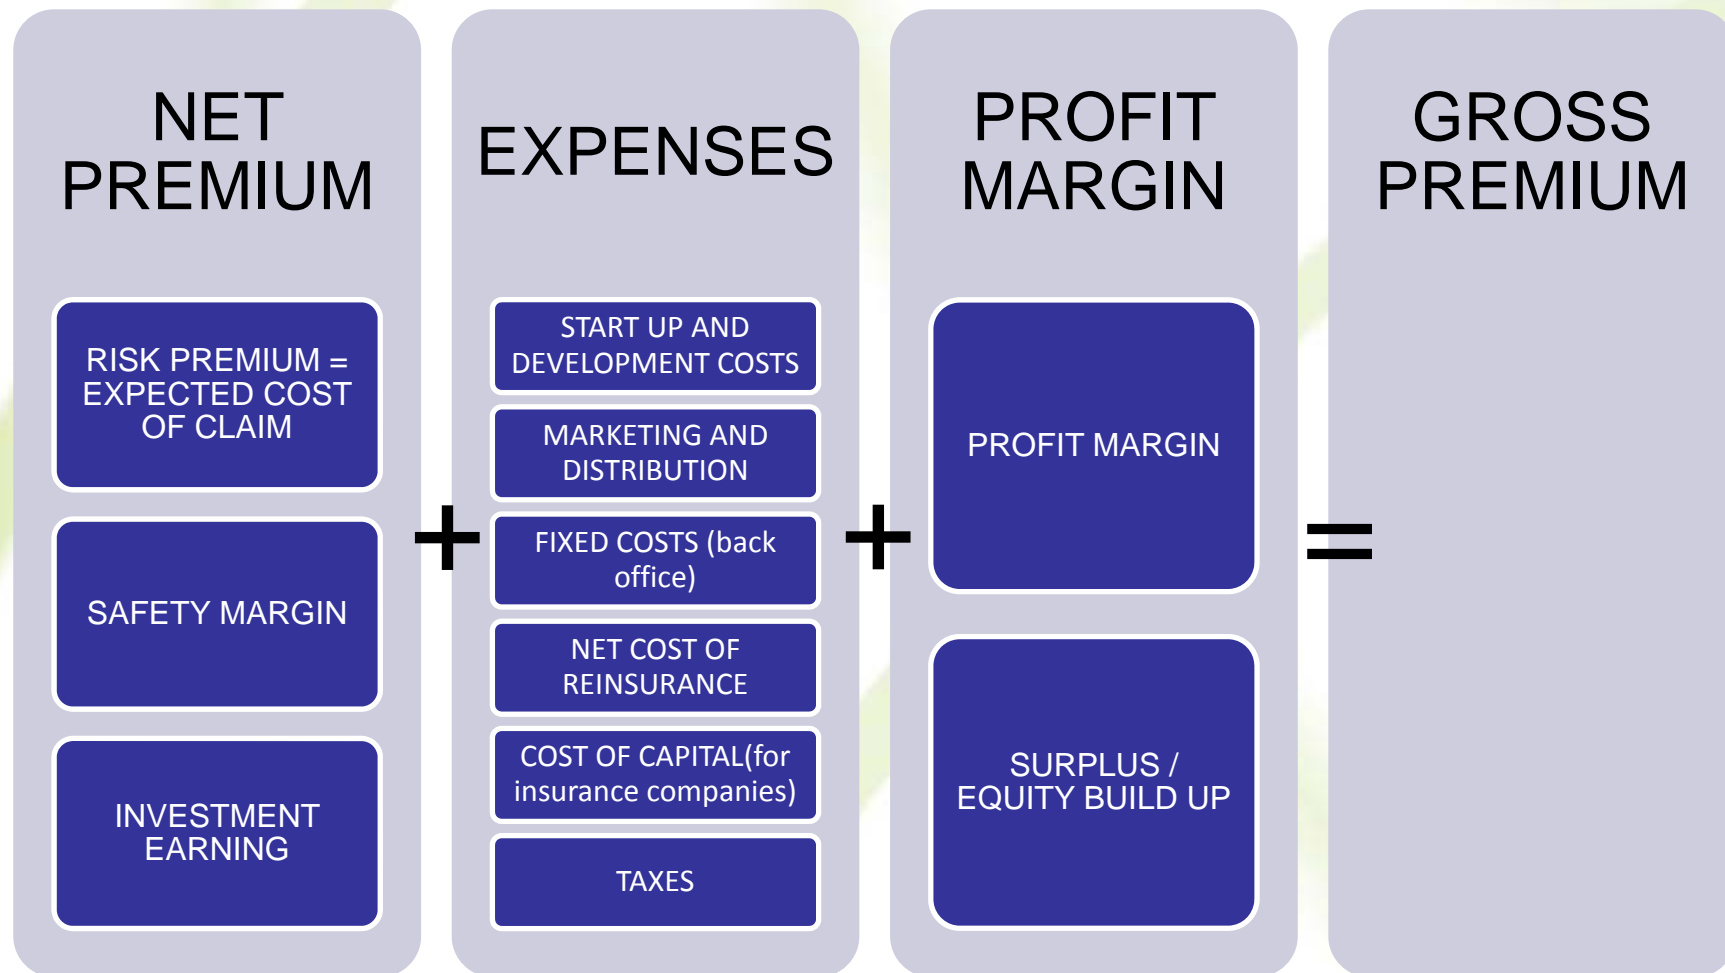 NET
PREMIUM
RISK PREMIUM =
EXPECTED COST
OF CLAIM
SAFETY MARGIN
INVESTMENT
EARNING
+
EXPENSES
START UP AND
DEVELOPMENT COSTS
MARKETING AND
DISTRIBUTION
FIXED COSTS (back
office)
NET COST OF
REINSURANCE
COST OF CAPITAL(for
insurance companies)
TAXES
+
PROFIT
MARGIN
PROFIT MARGIN
SURPLUS /
EQUITY BUILD UP
=
GROSS
PREMIUM